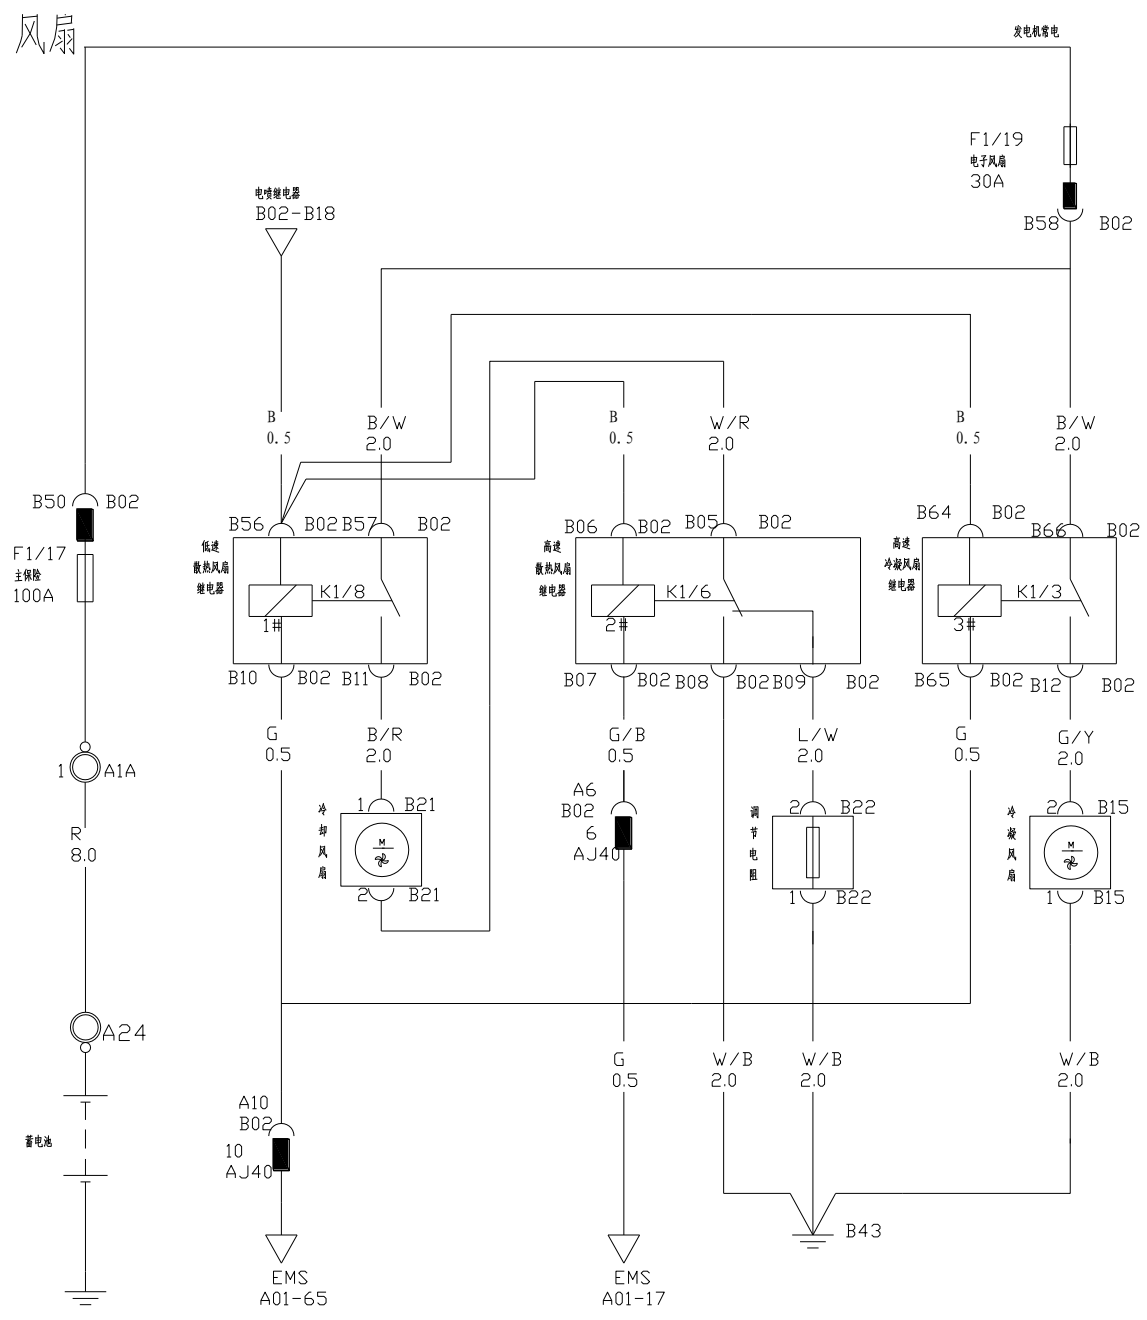 风扇
发电机常电
F1/19
电子风扇
30A
B58 B02
电喷继电器
B02-B18
B
0.5
B/W
2.0
B
0.5
W/R
2.0
B
0.5
B/W
2.0
B50 B02
F1/17
主保险
100A
B56 B02 B57 B02
低速
散热风扇
继电器
K1/8
1#
B10 B02 B11 B02
B06 B02 B05 B02
高速
散热风扇
继电器
K1/6
2#
B07 B02 B08 B02 B09 B02
B64 B02 B66 B02
高速
冷凝风扇
继电器
K1/3
3#
B65 B02 B12 B02
G
0.5
B/R
2.0
G/B
0.5
L/W
2.0
G
0.5
G/Y
2.0
1 A1A
R
8.0
冷却风扇
1 B21
M
2 B21
A6
B02
6
AJ40
调节电阻
2 B22
1 B22
冷凝风扇
2 B15
M
1 B15
A24
蓄电池
G
0.5
W/B
2.0
W/B
2.0
W/B
2.0
A10
B02
10
AJ40
B43
EMS
A01-65
EMS
A01-17